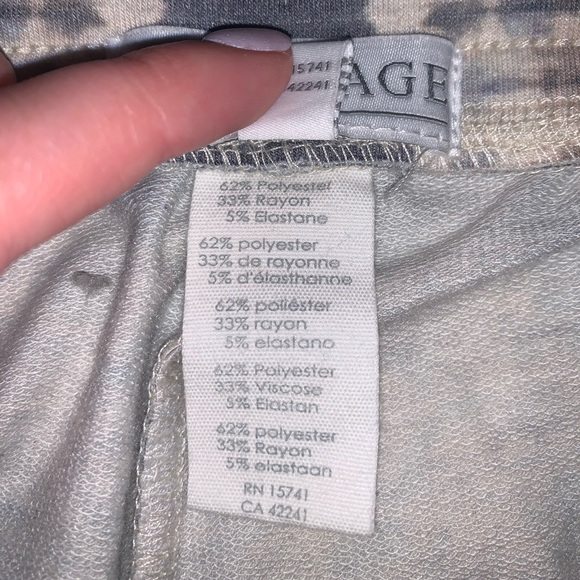 15741
42241
AGE
62% Polyester
33% Rayon
5% Elastane
62% polyester
33% de rayonne
5% d'élasthanne
62% poliéster
33% rayon
5% elastano
62% Polyester
33% Viscose
5% Elastan
62% polyester
33% Rayon
5% elastaan
RN 15741
CA 42241